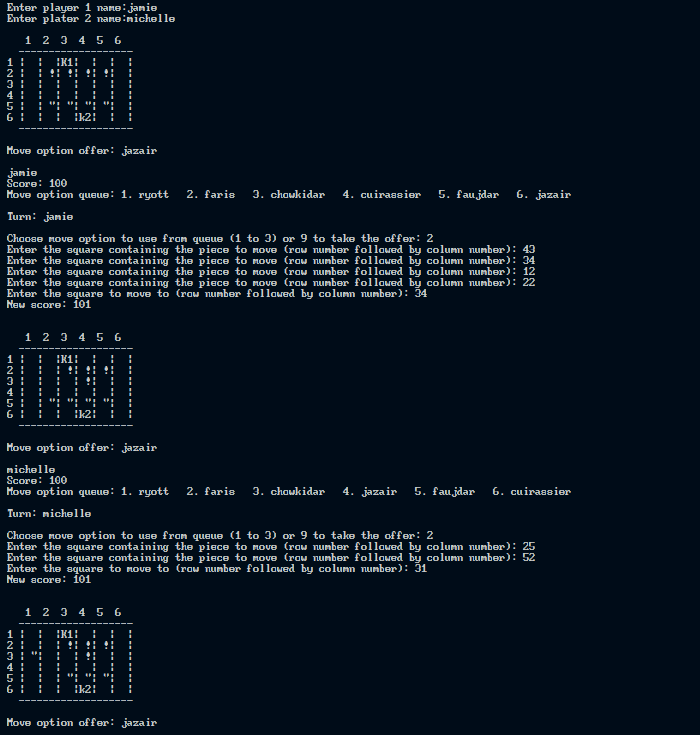 Enter player 1 name:jamie
Enter plater 2 name:michelle
   1  2  3  4  5  6
  -------------------
1 |  |  |K1|  |  |  |
2 |  | !| !| !| !|  |
3 |  |  |  |  |  |  |
4 |  |  |  |  |  |  |
5 |  | "| "| "| "|  |
6 |  |  |  |k2|  |  |
  -------------------
Move option offer: jazair
jamie
Score: 100
Move option queue: 1. ryott   2. faris   3. chowkidar   4. cuirassier   5. faujdar   6. jazair
Turn: jamie
Choose move option to use from queue (1 to 3) or 9 to take the offer: 2
Enter the square containing the piece to move (row number followed by column number): 43
Enter the square containing the piece to move (row number followed by column number): 34
Enter the square containing the piece to move (row number followed by column number): 12
Enter the square containing the piece to move (row number followed by column number): 22
Enter the square to move to (row number followed by column number): 34
New score: 101
   1  2  3  4  5  6
  -------------------
1 |  |  |K1|  |  |  |
2 |  |  | !| !| !|  |
3 |  |  |  | !|  |  |
4 |  |  |  |  |  |  |
5 |  | "| "| "| "|  |
6 |  |  |  |k2|  |  |
  -------------------
Move option offer: jazair
michelle
Score: 100
Move option queue: 1. ryott   2. faris   3. chowkidar   4. jazair   5. faujdar   6. cuirassier
Turn: michelle
Choose move option to use from queue (1 to 3) or 9 to take the offer: 2
Enter the square containing the piece to move (row number followed by column number): 25
Enter the square containing the piece to move (row number followed by column number): 52
Enter the square to move to (row number followed by column number): 31
New score: 101
   1  2  3  4  5  6
  -------------------
1 |  |  |K1|  |  |  |
2 |  |  | !| !| !|  |
3 | "|  |  | !|  |  |
4 |  |  |  |  |  |  |
5 |  |  | "| "| "|  |
6 |  |  |  |k2|  |  |
  -------------------
Move option offer: jazair